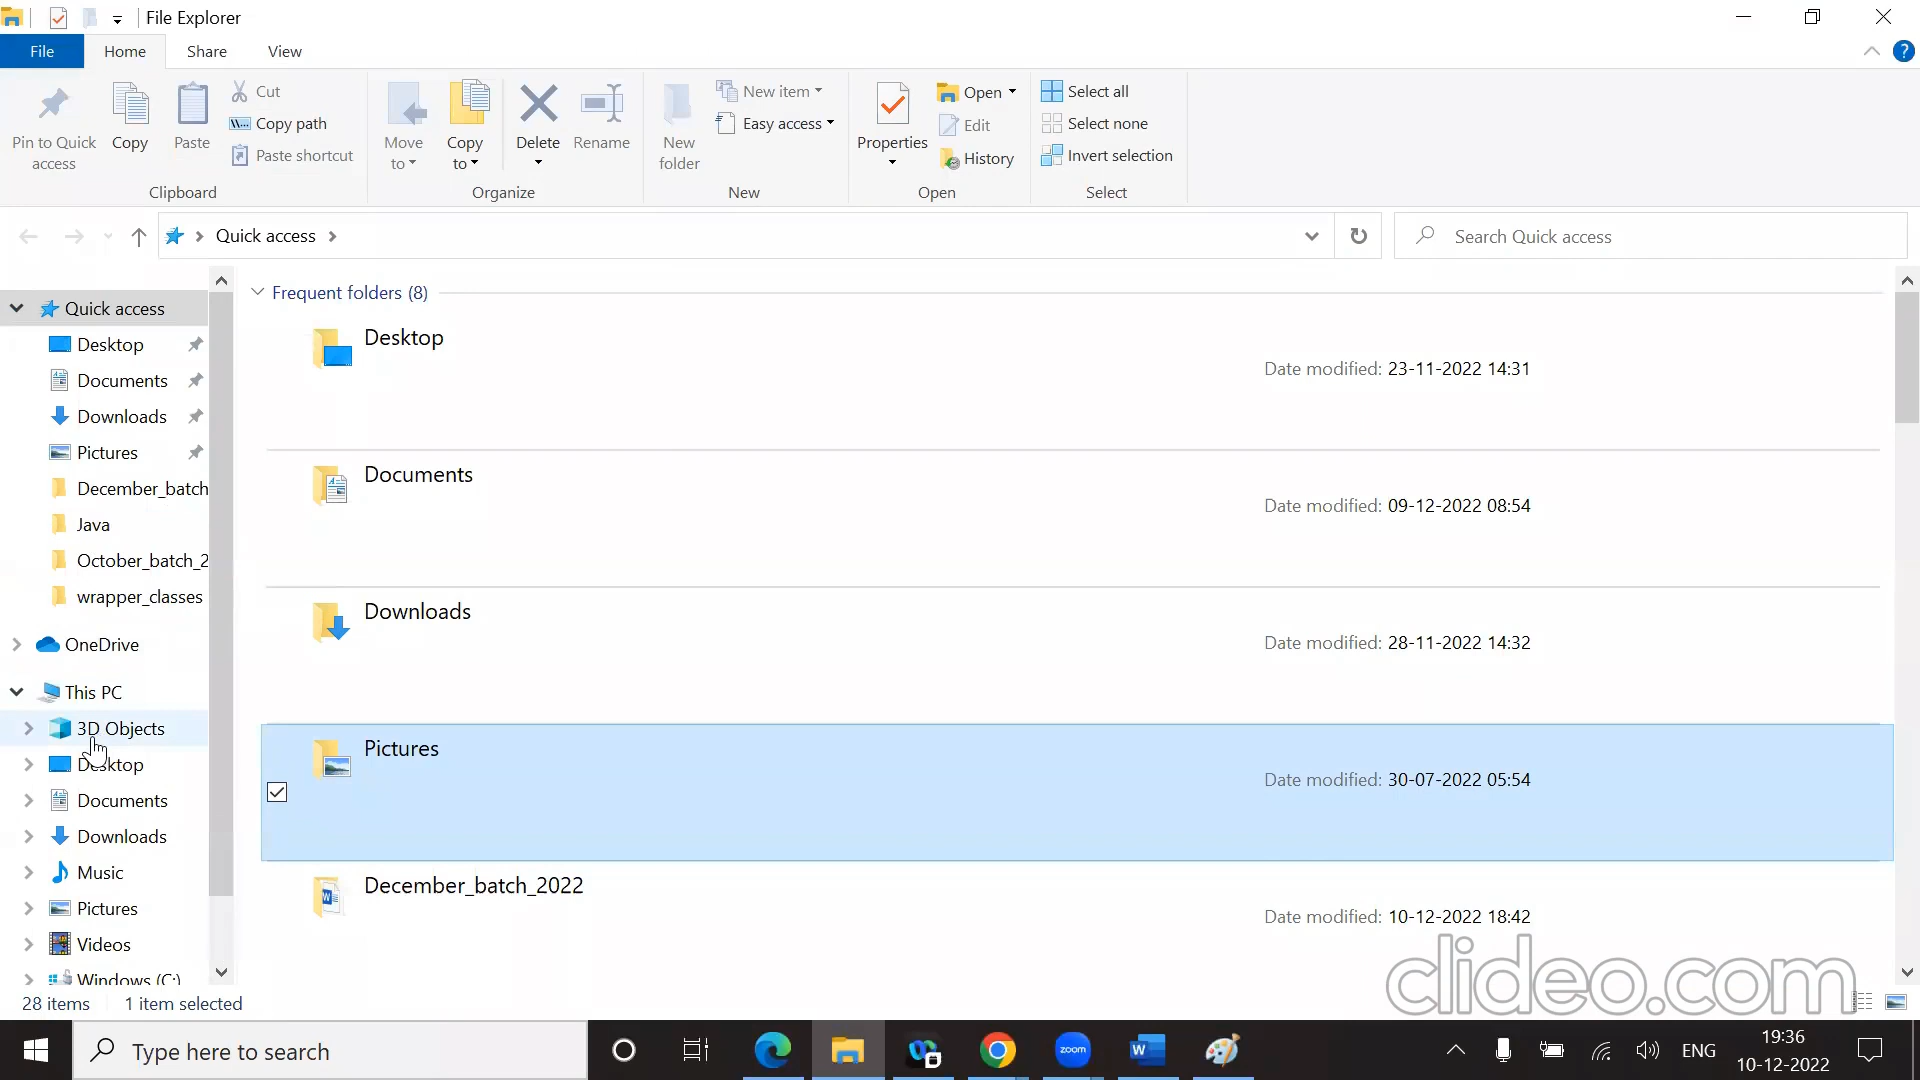 File Explorer
File Home Share View
Pin to Quick access
Copy
Paste
Cut
Copy path
Paste shortcut
Clipboard
Move to
Copy to
Delete
Rename
Organize
New folder
New item
Easy access
New
Properties
Open
Edit
History
Open
Select all
Select none
Invert selection
Select
Quick access
Search Quick access
Quick access
Desktop
Documents
Downloads
Pictures
December_batch
Java
October_batch_2
wrapper_classes
OneDrive
This PC
3D Objects
Desktop
Documents
Downloads
Music
Pictures
Videos
Windows (C:)
Frequent folders (8)
Desktop
Date modified: 23-11-2022 14:31
Documents
Date modified: 09-12-2022 08:54
Downloads
Date modified: 28-11-2022 14:32
Pictures
Date modified: 30-07-2022 05:54
December_batch_2022
Date modified: 10-12-2022 18:42
clideo.com
28 items 1 item selected
Type here to search
zoom
W
ENG
19:36
10-12-2022